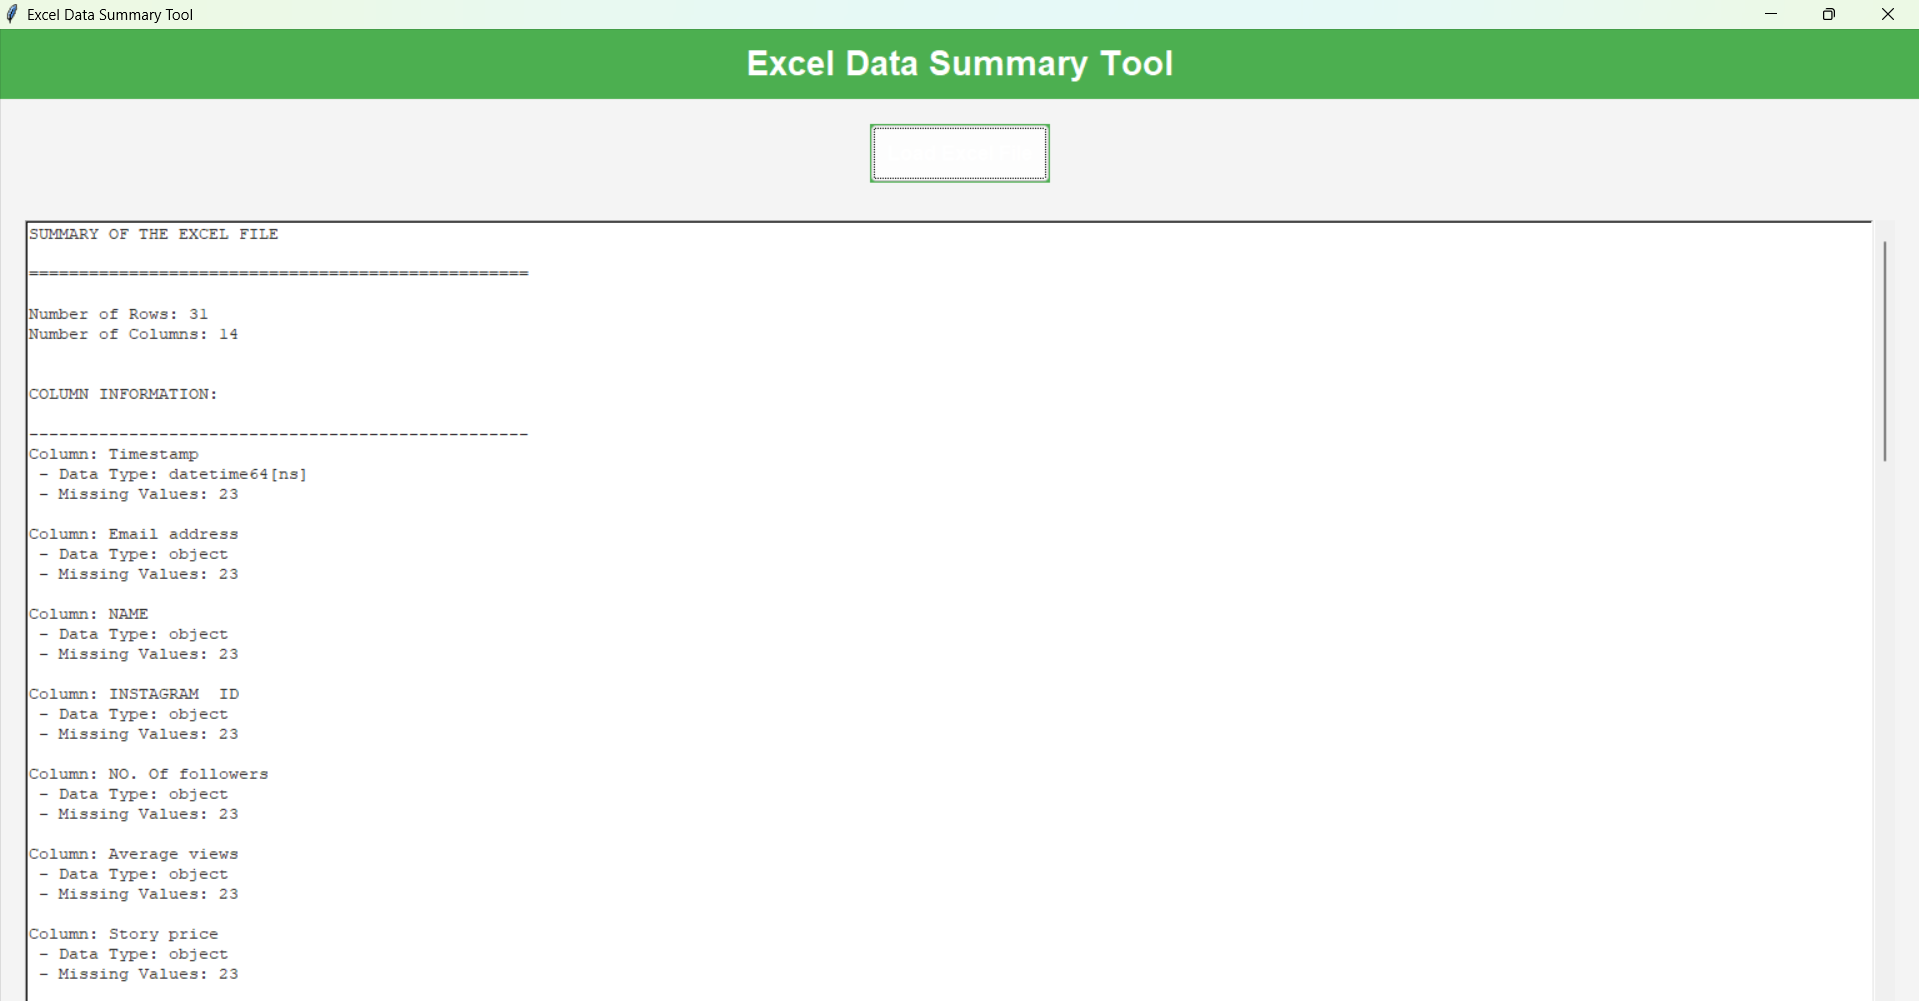 Excel Data Summary Tool
Excel Data Summary Tool
SUMMARY OF THE EXCEL FILE
==================================================
Number of Rows: 31
Number of Columns: 14
COLUMN INFORMATION:
--------------------------------------------------
Column: Timestamp
- Data Type: datetime64[ns]
- Missing Values: 23
Column: Email address
- Data Type: object
- Missing Values: 23
Column: NAME
- Data Type: object
- Missing Values: 23
Column: INSTAGRAM  ID
- Data Type: object
- Missing Values: 23
Column: NO. Of followers
- Data Type: object
- Missing Values: 23
Column: Average views
- Data Type: object
- Missing Values: 23
Column: Story price
- Data Type: object
- Missing Values: 23